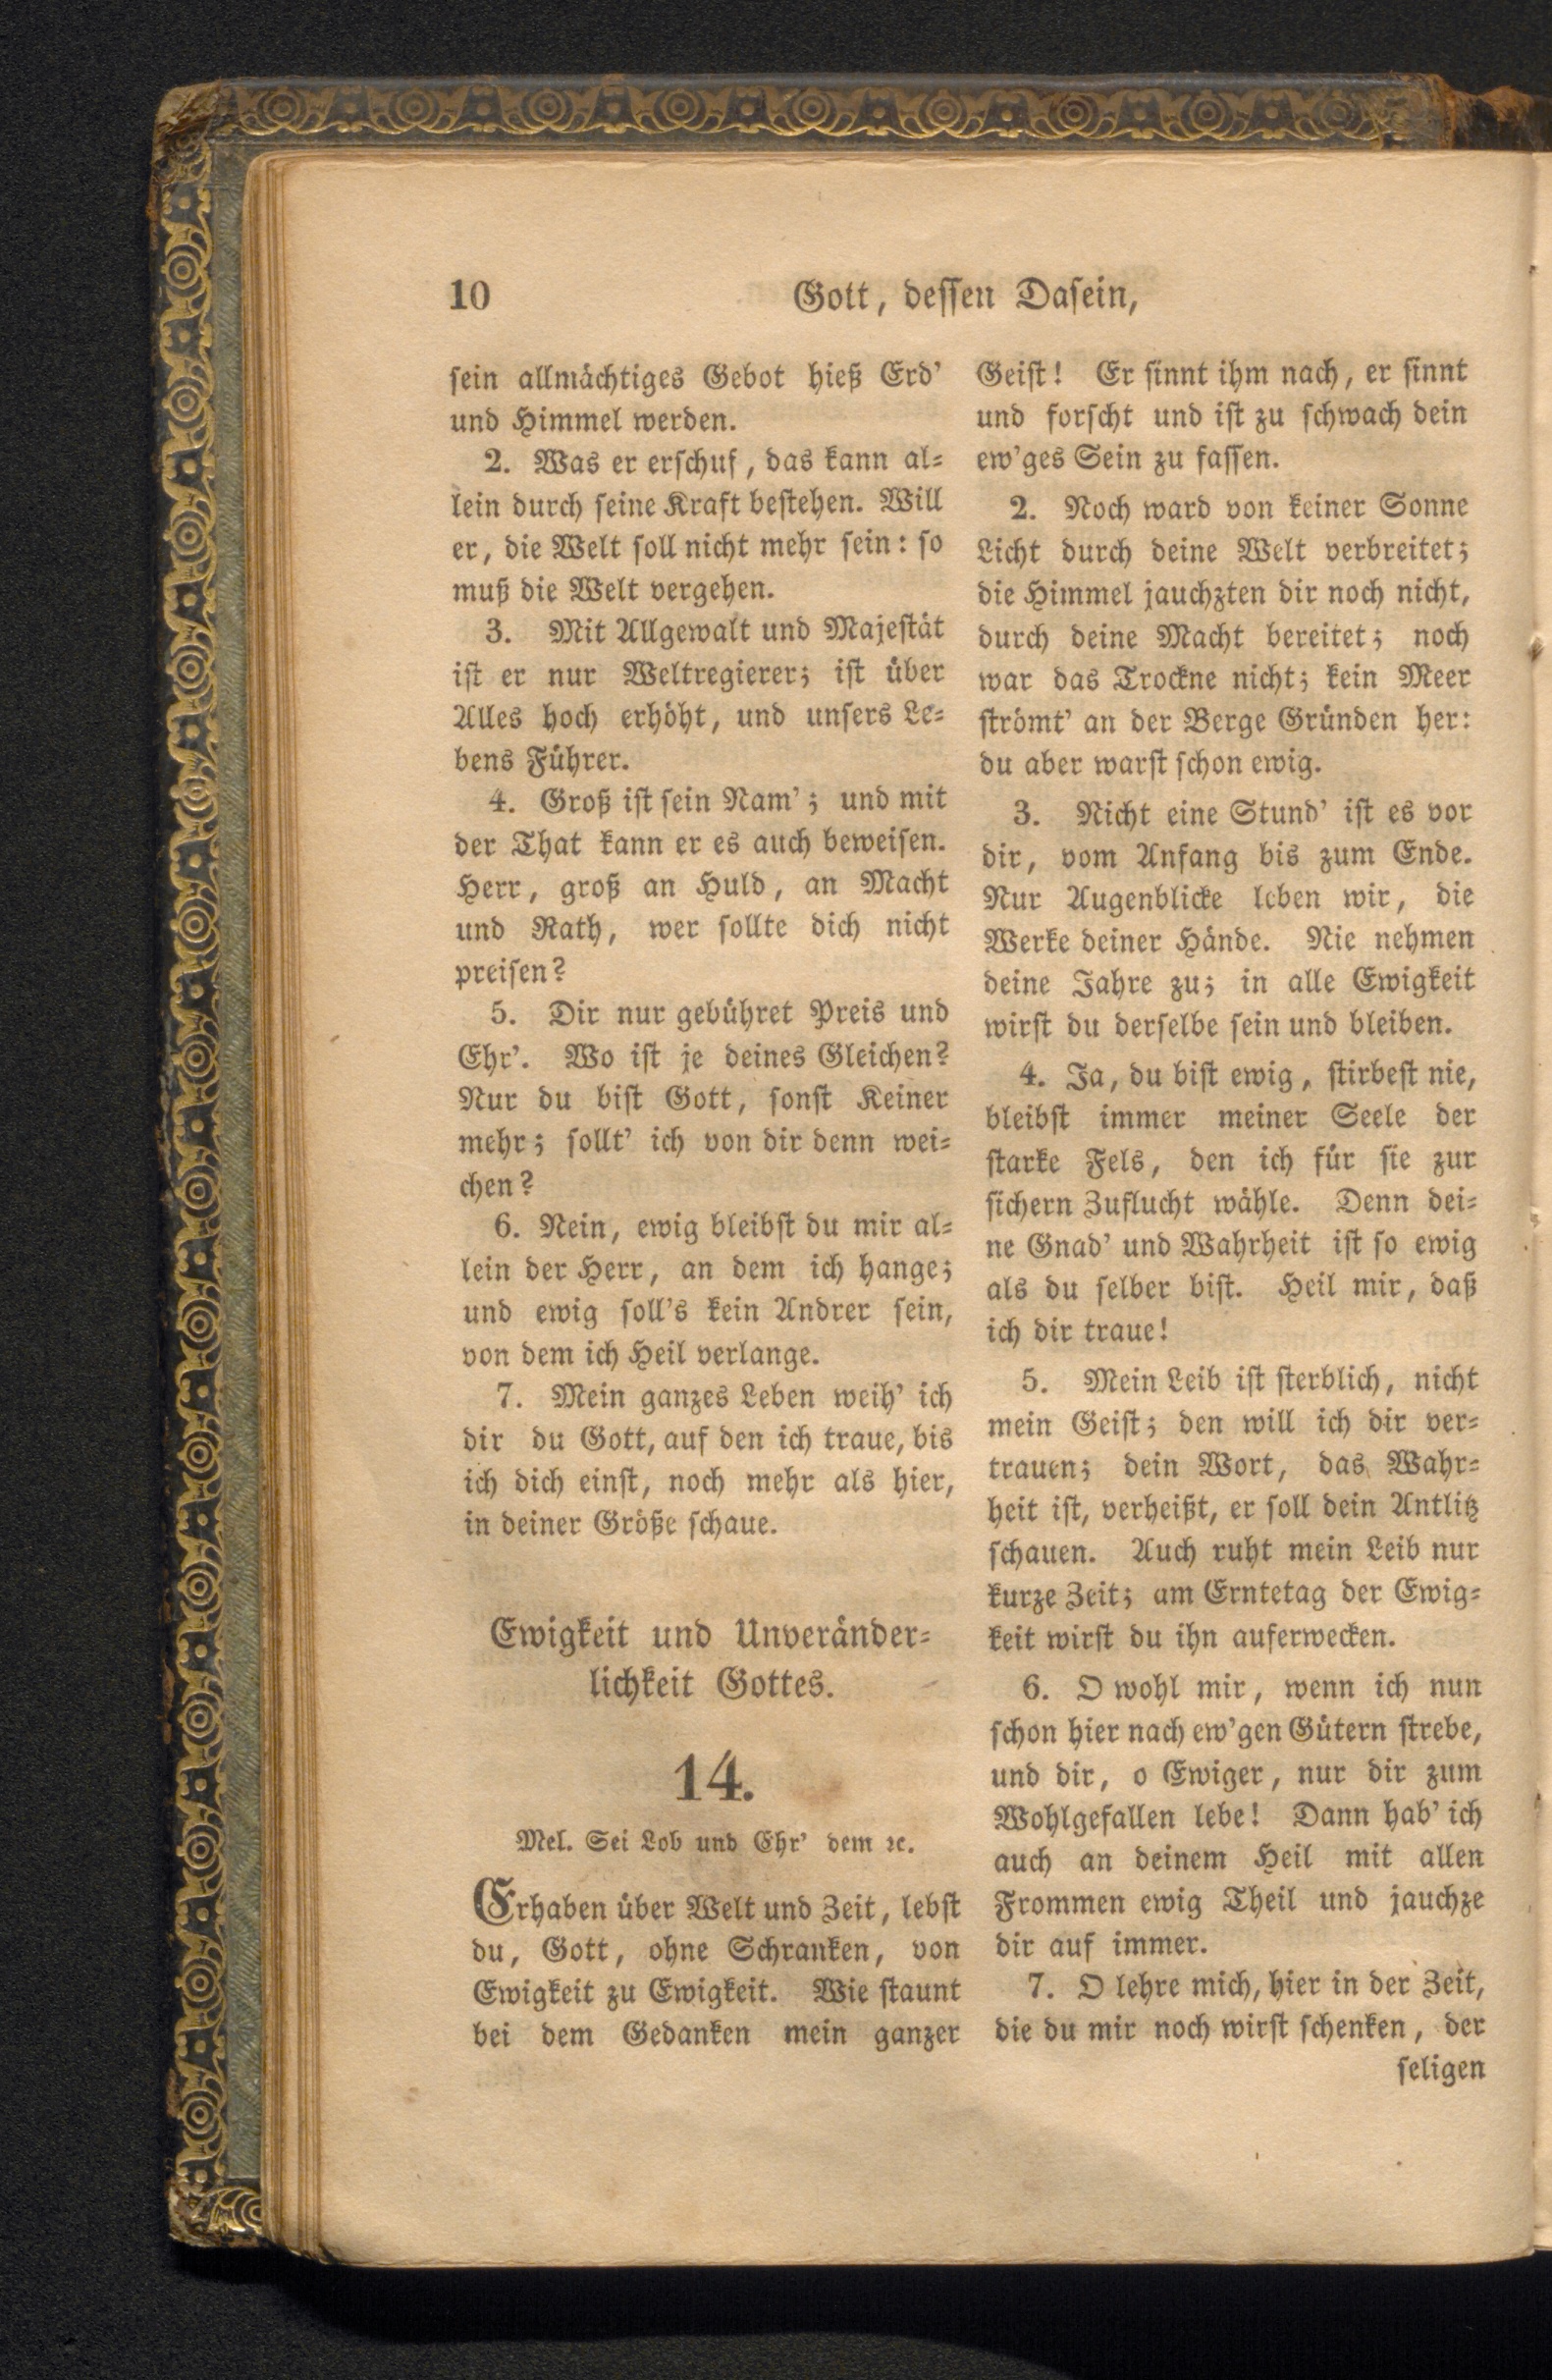 10
Gott, dessen Dasein,
sein allmächtiges Gebot hieß Erd'
und Himmel werden.
2. Was er erschuf, das kann al=
lein durch seine Kraft bestehen. Will
er, die Welt soll nicht mehr sein: so
muß die Welt vergehen.
3. Mit Allgewalt und Majestät
ist er nur Weltregierer; ist über
Alles hoch erhöht, und unsers Le=
bens Führer.
4. Groß ist sein Nam'; und mit
der That kann er es auch beweisen.
Herr, groß an Huld, an Macht
und Rath, wer sollte dich nicht
preisen?
5. Dir nur gebühret Preis und
Ehr'. Wo ist je deines Gleichen?
Nur du bist Gott, sonst Keiner
mehr; sollt' ich von dir denn wei=
chen?
6. Nein, ewig bleibst du mir al=
lein der Herr, an dem ich hange;
und ewig soll's kein Andrer sein,
von dem ich Heil verlange.
7. Mein ganzes Leben weih' ich
dir du Gott, auf den ich traue, bis
ich dich einst, noch mehr als hier,
in deiner Größe schaue.
Ewigkeit und Unveränder=
lichkeit Gottes.
14.
Mel. Sei Lob und Ehr' dem ꝛc.
Erhaben über Welt und Zeit, lebst
du, Gott, ohne Schranken, von
Ewigkeit zu Ewigkeit. Wie staunt
bei dem Gedanken mein ganzer
Geist! Er sinnt ihm nach, er sinnt
und forscht und ist zu schwach dein
ew'ges Sein zu fassen.
2. Noch ward von keiner Sonne
Licht durch deine Welt verbreitet;
die Himmel jauchzten dir noch nicht,
durch deine Macht bereitet; noch
war das Trockne nicht; kein Meer
strömt' an der Berge Gründen her:
du aber warst schon ewig.
3. Nicht eine Stund' ist es vor
dir, vom Anfang bis zum Ende.
Nur Augenblicke leben wir, die
Werke deiner Hände. Nie nehmen
deine Jahre zu; in alle Ewigkeit
wirst du derselbe sein und bleiben.
4. Ja, du bist ewig, stirbest nie,
bleibst immer meiner Seele der
starke Fels, den ich für sie zur
sichern Zuflucht wähle. Denn dei=
ne Gnad' und Wahrheit ist so ewig
als du selber bist. Heil mir, daß
ich dir traue!
5. Mein Leib ist sterblich, nicht
mein Geist; den will ich dir ver=
trauen; dein Wort, das Wahr=
heit ist, verheißt, er soll dein Antlitz
schauen. Auch ruht mein Leib nur
kurze Zeit; am Erntetag der Ewig=
keit wirst du ihn auferwecken.
6. O wohl mir, wenn ich nun
schon hier nach ew'gen Gütern strebe,
und dir, o Ewiger, nur dir zum
Wohlgefallen lebe! Dann hab' ich
auch an deinem Heil mit allen
Frommen ewig Theil und jauchze
dir auf immer.
7. O lehre mich, hier in der Zeit,
die du mir noch wirst schenken, der
seligen